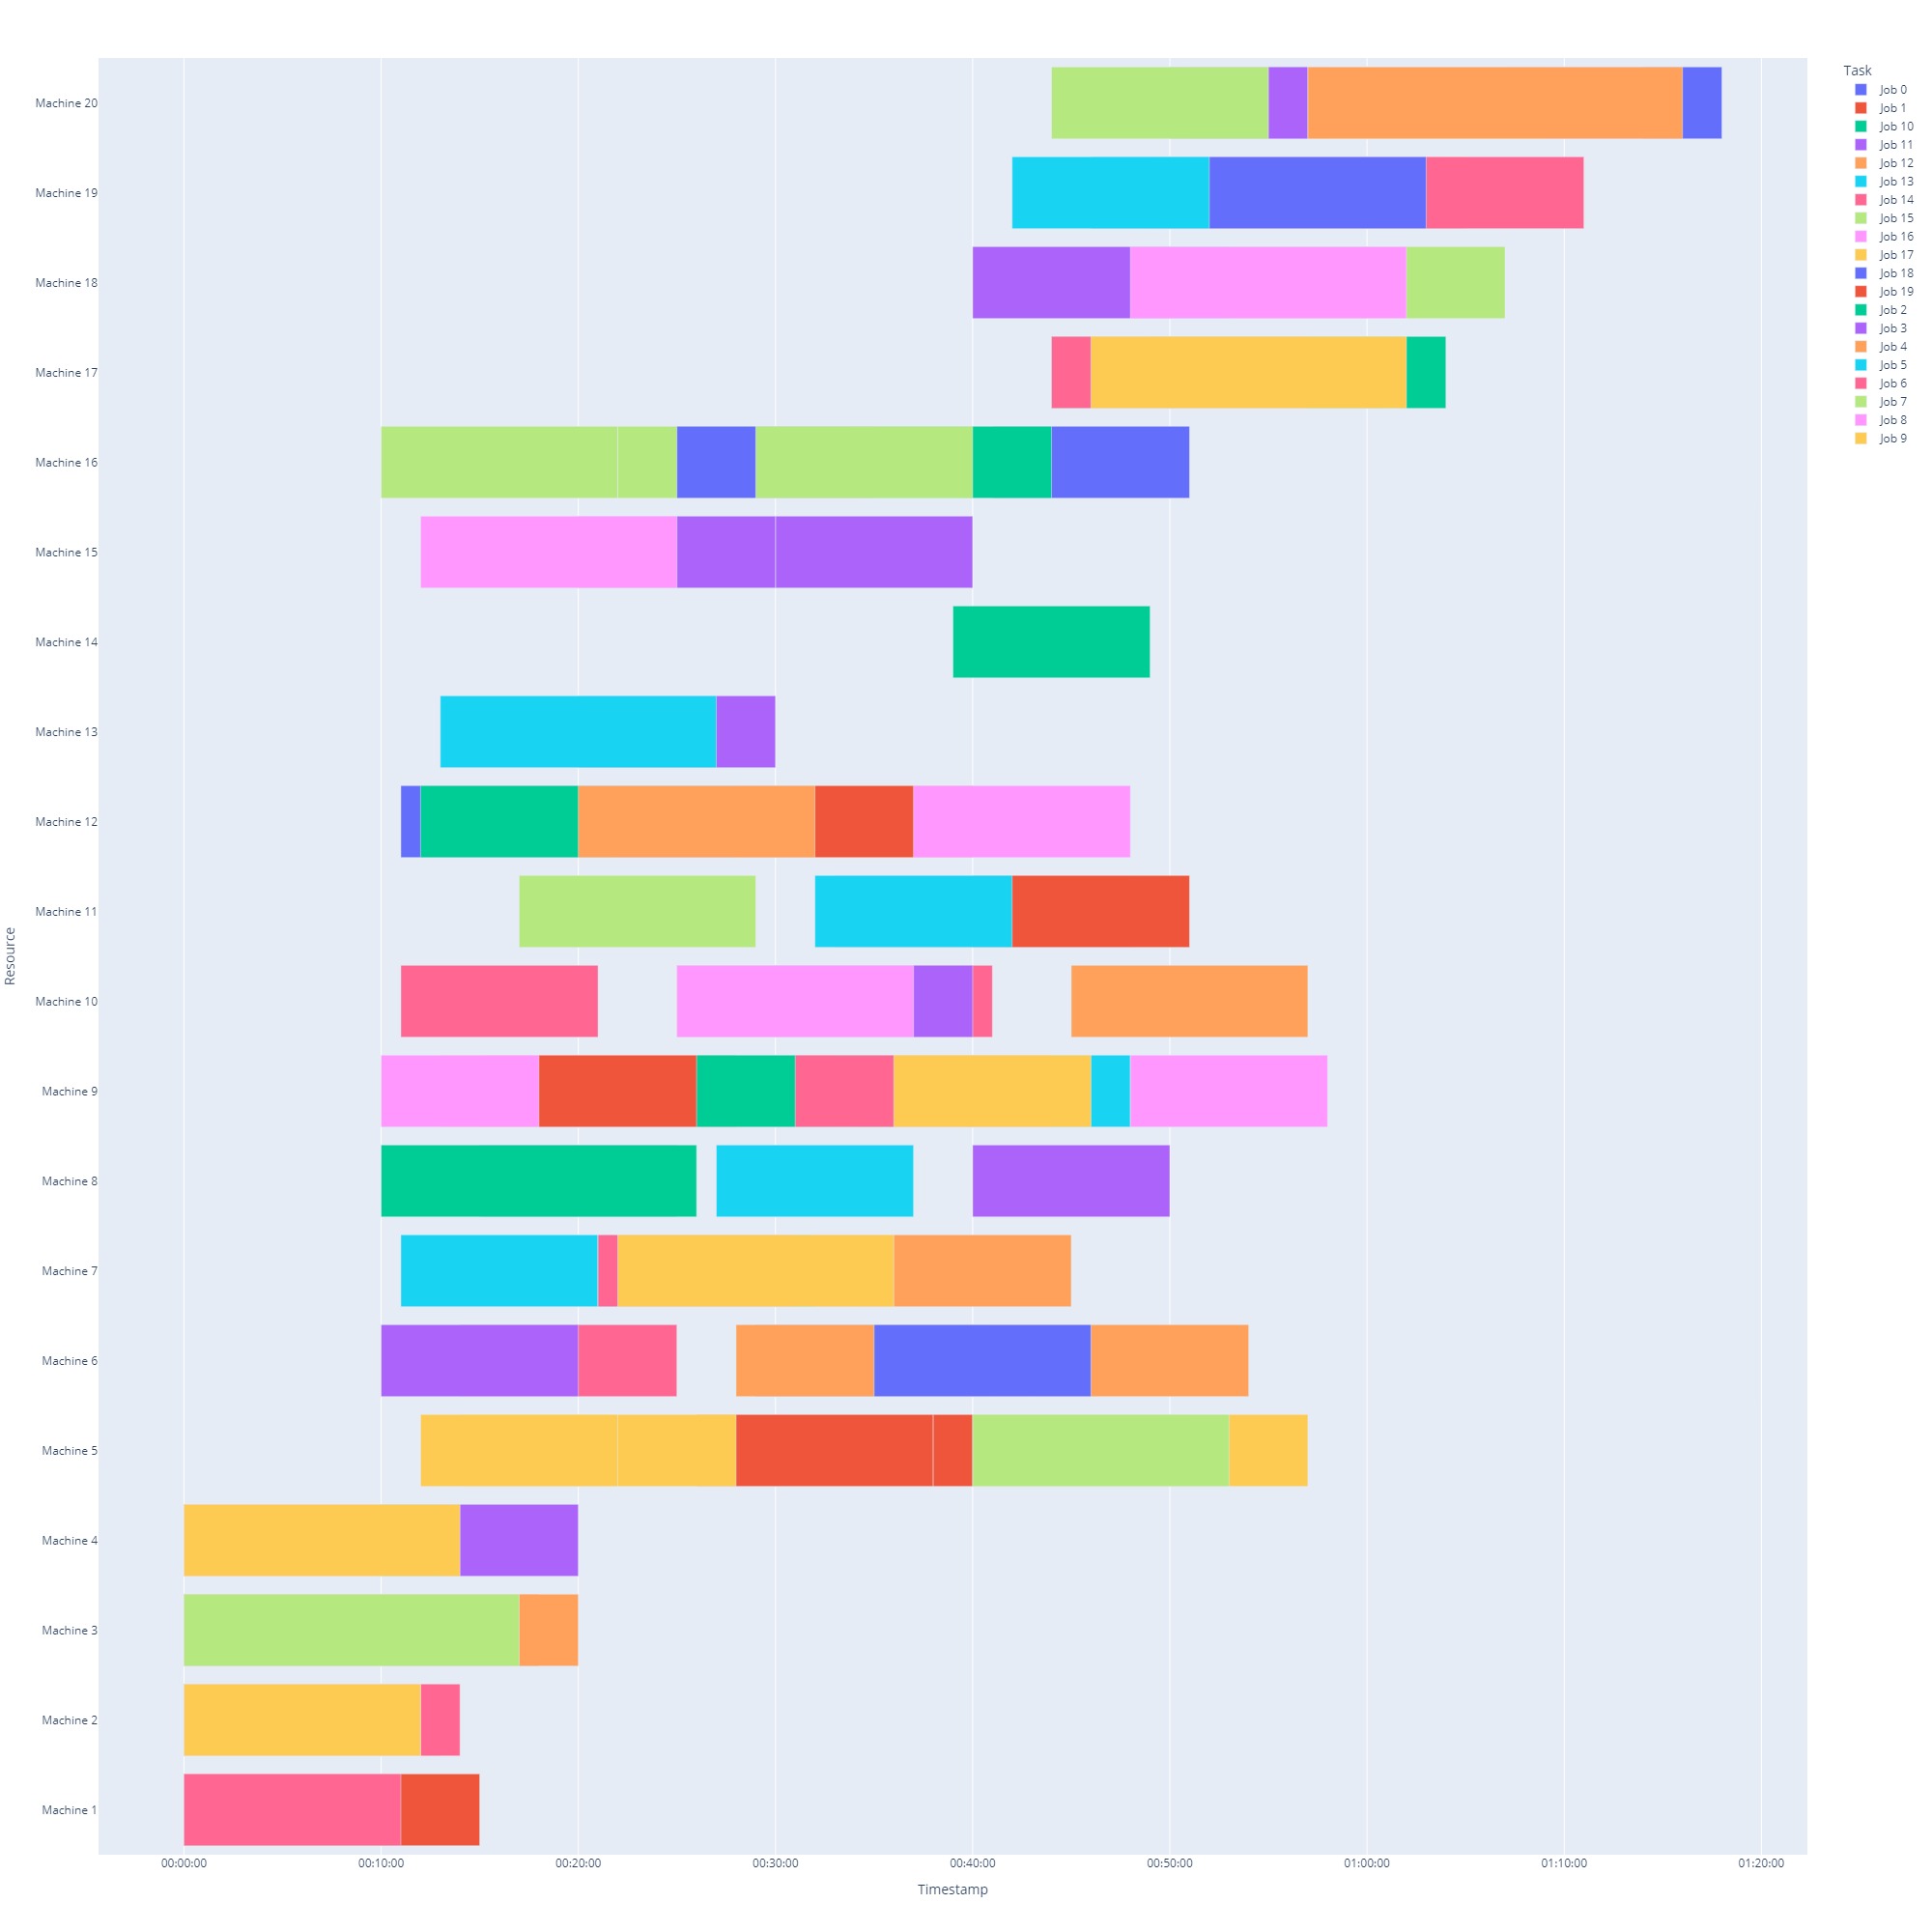 Task
Job 0
Job 1
Job 10
Job 11
Job 12
Job 13
Job 14
Job 15
Job 16
Job 17
Job 18
Job 19
Job 2
Job 3
Job 4
Job 5
Job 6
Job 7
Job 8
Job 9
Machine 20
Machine 19
Machine 18
Machine 17
Machine 16
Machine 15
Machine 14
Machine 13
Machine 12
Machine 11
Machine 10
Machine 9
Machine 8
Machine 7
Machine 6
Machine 5
Machine 4
Machine 3
Machine 2
Machine 1
Resource
00:00:00 00:10:00 00:20:00 00:30:00 00:40:00 00:50:00 01:00:00 01:10:00 01:20:00
Timestamp